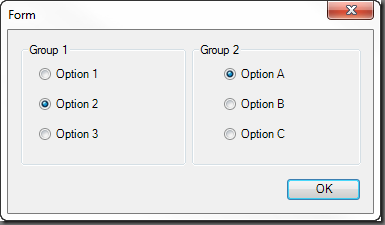 Form
Group 1
Option 1
Option 2
Option 3
Group 2
Option A
Option B
Option C
OK